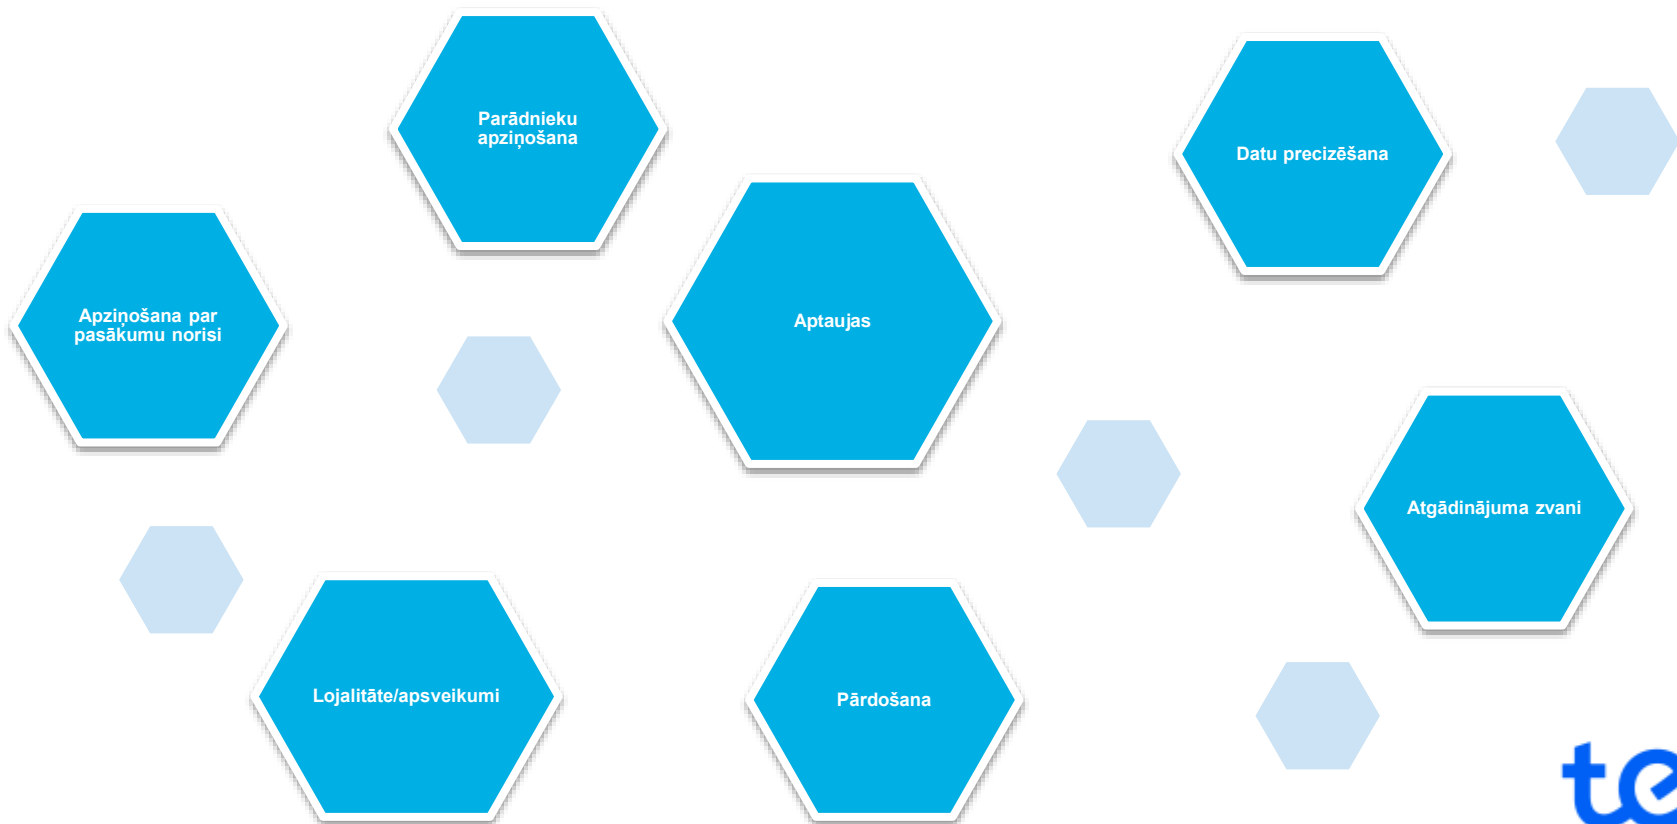 Parādnieku
apziņošana
Datu precizēšana
Apziņošana par
pasākumu norisi
Aptaujas
Atgādinājuma zvani
Lojalitāte/apsveikumi
Pārdošana
te